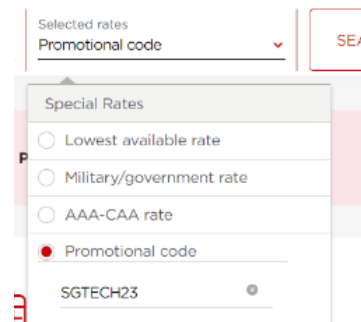 Selected rates
Promotional code
SEA
Special Rates
Lowest available rate
P
Military/government rate
AAA-CAA rate
Promotional code
SGTECH23